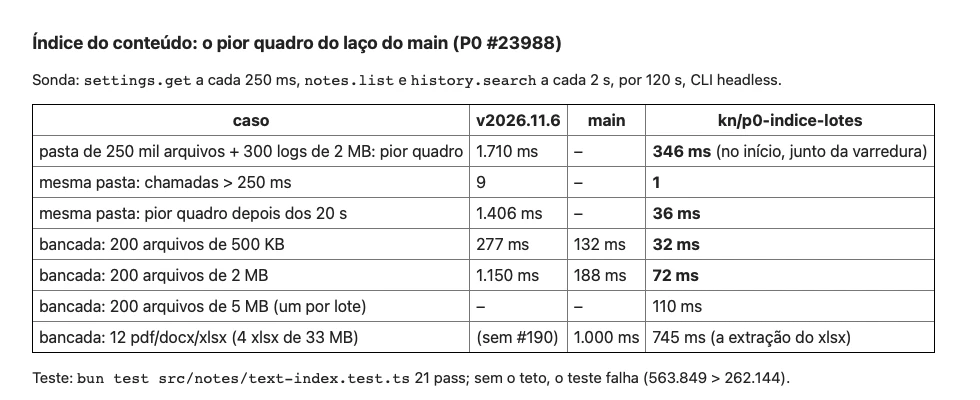 Índice do conteúdo: o pior quadro do laço do main (P0 #23988)
Sonda: settings.get a cada 250 ms, notes.list e history.search a cada 2 s, por 120 s, CLI headless.
caso v2026.11.6 main kn/p0-indice-lotes
pasta de 250 mil arquivos + 300 logs de 2 MB: pior quadro 1.710 ms – 346 ms (no início, junto da varredura)
mesma pasta: chamadas > 250 ms 9 – 1
mesma pasta: pior quadro depois dos 20 s 1.406 ms – 36 ms
bancada: 200 arquivos de 500 KB 277 ms 132 ms 32 ms
bancada: 200 arquivos de 2 MB 1.150 ms 188 ms 72 ms
bancada: 200 arquivos de 5 MB (um por lote) – – 110 ms
bancada: 12 pdf/docx/xlsx (4 xlsx de 33 MB) (sem #190) 1.000 ms 745 ms (a extração do xlsx)
Teste: bun test src/notes/text-index.test.ts 21 pass; sem o teto, o teste falha (563.849 > 262.144).